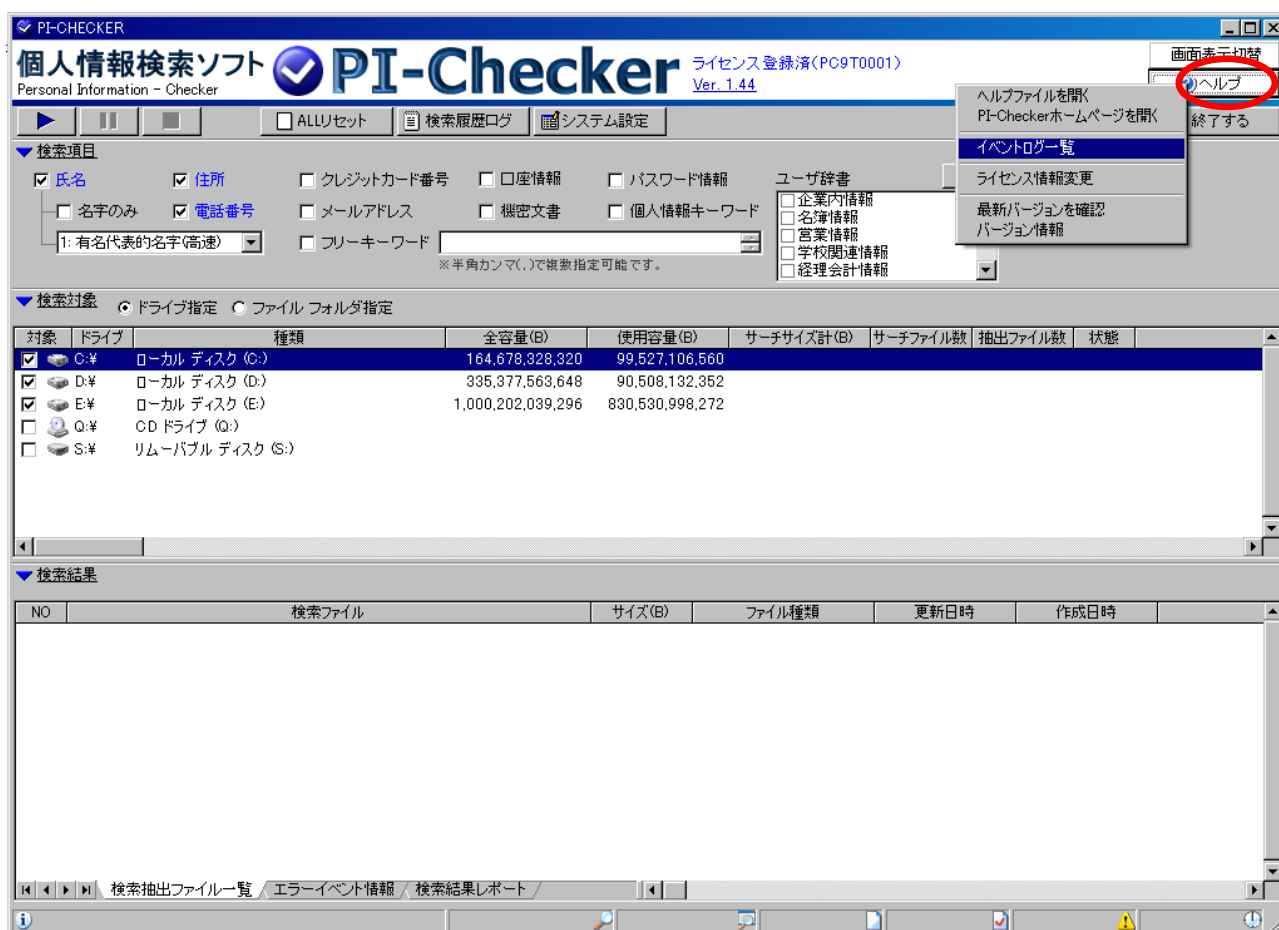 PI-CHECKER
個人情報検索ソフト
Personal Information - Checker
PI-Checker
ライセンス登録済(PC9T0001)
Ver. 1.44
画面表示切替
ヘルプ
終了する
ヘルプファイルを開く
PI-Checkerホームページを開く
イベントログ一覧
ライセンス情報変更
最新バージョンを確認
バージョン情報
ALLリセット
検索履歴ログ
システム設定
検索項目
氏名 住所 クレジットカード番号 口座情報 パスワード情報 ユーザ辞書
名字のみ 電話番号 メールアドレス 機密文書 個人情報キーワード
1: 有名代表的名字(高速) フリーキーワード
※半角カンマ(,)で複数指定可能です。
企業内情報
名簿情報
営業情報
学校関連情報
経理会計情報
検索対象 ドライブ指定 ファイル フォルダ指定
対象 ドライブ 種類 全容量(B) 使用容量(B) サーチサイズ計(B) サーチファイル数 抽出ファイル数 状態
C:¥ ローカル ディスク (C:) 164,678,328,320 99,527,106,560
D:¥ ローカル ディスク (D:) 335,377,563,648 90,508,132,352
E:¥ ローカル ディスク (E:) 1,000,202,039,296 830,530,998,272
Q:¥ CD ドライブ (Q:)
S:¥ リムーバブル ディスク (S:)
検索結果
NO 検索ファイル サイズ(B) ファイル種類 更新日時 作成日時
検索抽出ファイル一覧 エラーイベント情報 検索結果レポート